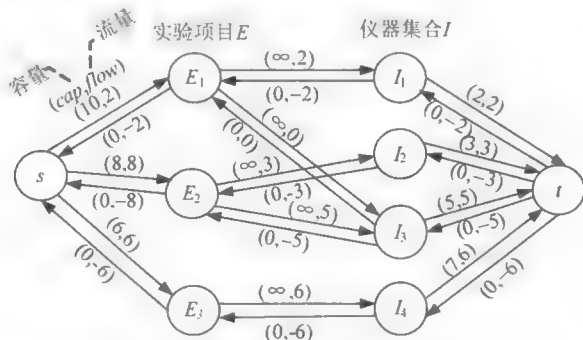 流量
实验项目E
仪器集合I
容量
(cap,flow)
(10,2)
(0,-2)
E₁
(∞,2)
(0,-2)
I₁
(2,2)
(0,-2)
(∞,0)
(0,0)
s
(8,8)
(0,-8)
E₂
(∞,3)
(0,-3)
I₂
(3,3)
(0,-3)
t
(∞,5)
(0,-5)
I₃
(5,5)
(0,-5)
(6,6)
(0,-6)
E₃
(∞,6)
(0,-6)
I₄
(7,6)
(0,-6)